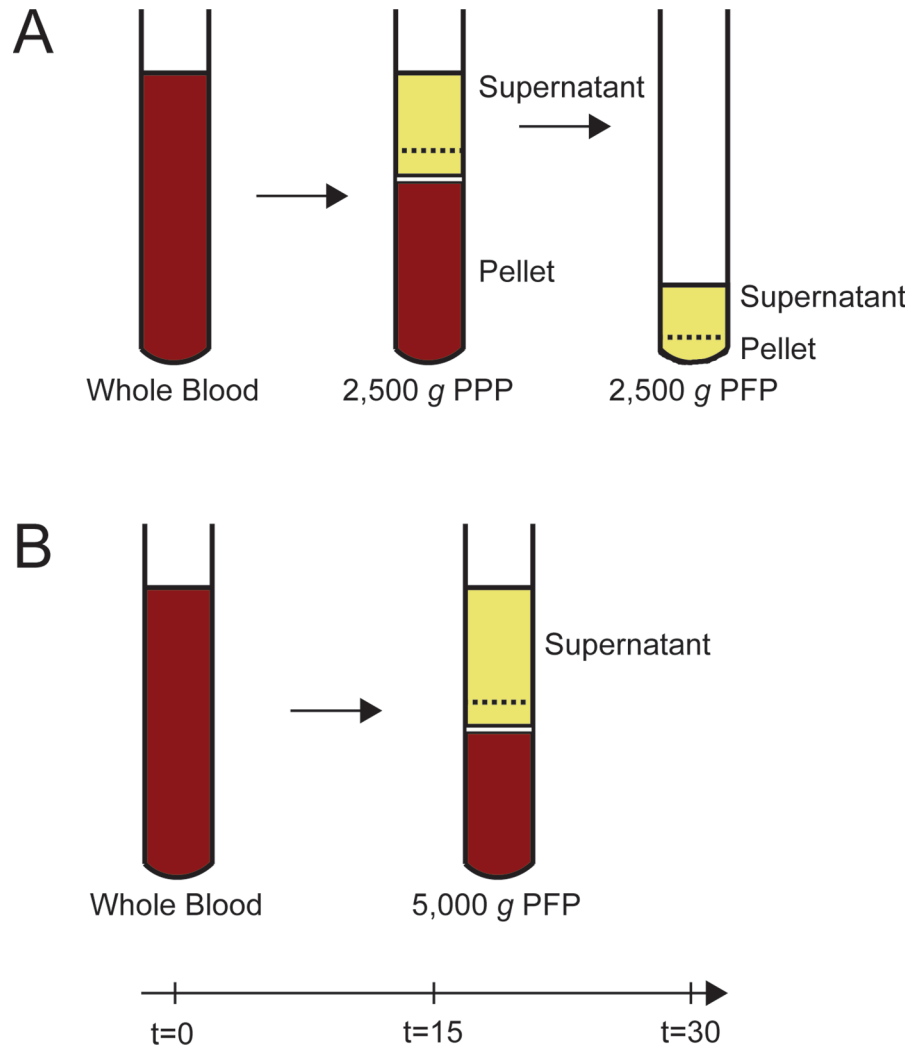 A
Supernatant
Pellet
Supernatant
Pellet
Whole Blood
2,500 g PPP
2,500 g PFP
B
Supernatant
Whole Blood
5,000 g PFP
t=0
t=15
t=30